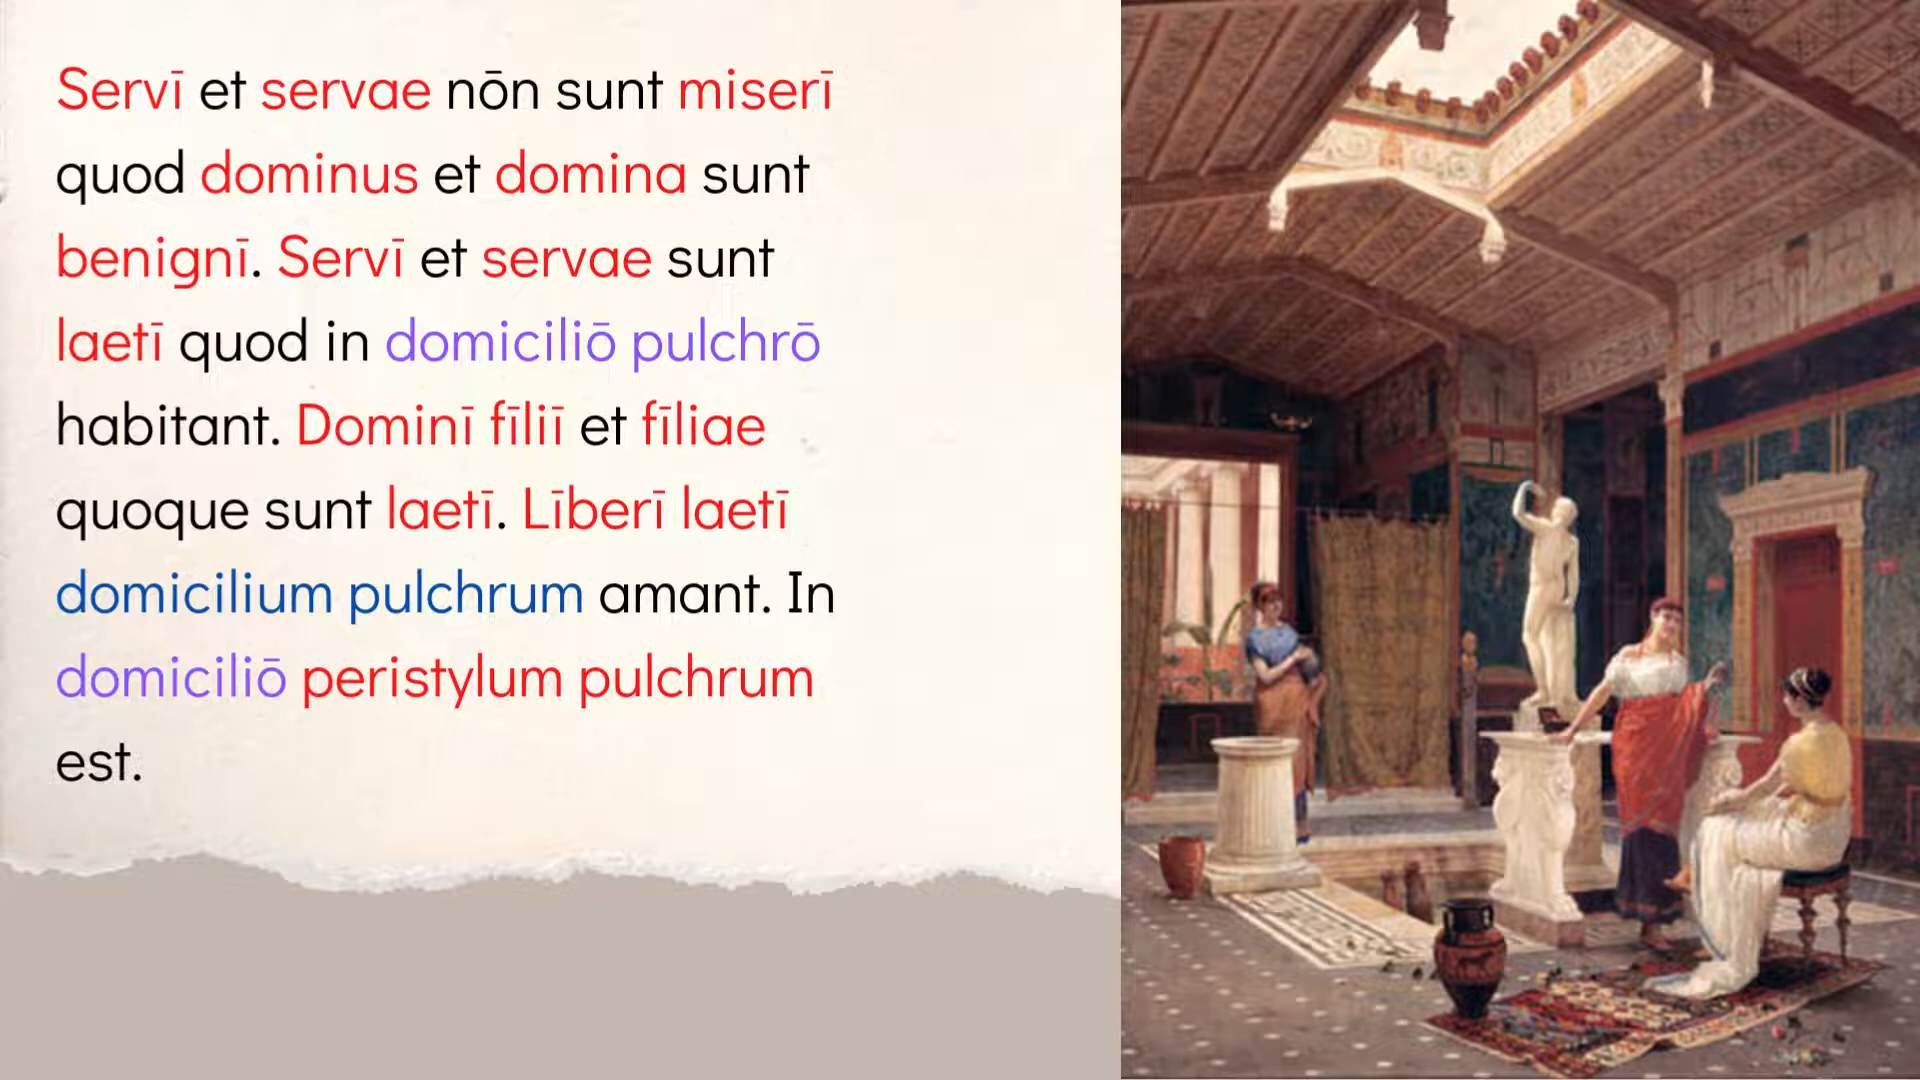 Servī et servae nōn sunt miserī
quod dominus et domina sunt
benignī. Servī et servae sunt
laetī quod in domiciliō pulchrō
habitant. Dominī fīliī et fīliae
quoque sunt laetī. Līberī laetī
domicilium pulchrum amant. In
domiciliō peristylum pulchrum
est.